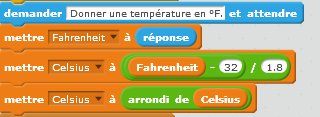 demander Donner une température en °F. et attendre
mettre Fahrenheit à réponse
mettre Celsius à Fahrenheit - 32 / 1.8
mettre Celsius à arrondi de Celsius